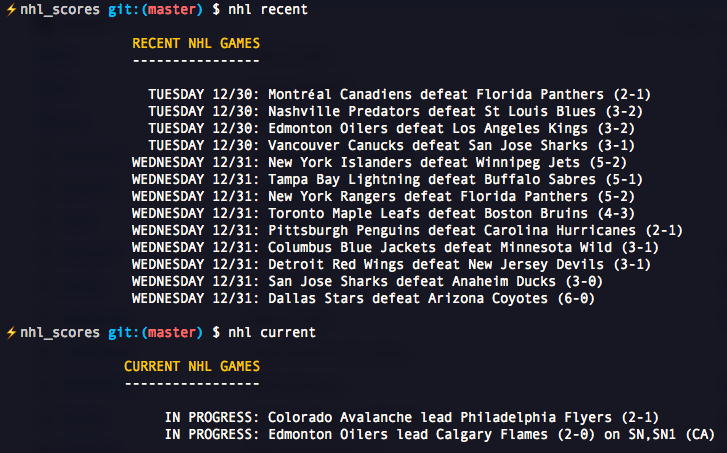 ⚡nhl_scores git:(master) $ nhl recent
RECENT NHL GAMES
----------------
TUESDAY 12/30: Montréal Canadiens defeat Florida Panthers (2-1)
TUESDAY 12/30: Nashville Predators defeat St Louis Blues (3-2)
TUESDAY 12/30: Edmonton Oilers defeat Los Angeles Kings (3-2)
TUESDAY 12/30: Vancouver Canucks defeat San Jose Sharks (3-1)
WEDNESDAY 12/31: New York Islanders defeat Winnipeg Jets (5-2)
WEDNESDAY 12/31: Tampa Bay Lightning defeat Buffalo Sabres (5-1)
WEDNESDAY 12/31: New York Rangers defeat Florida Panthers (5-2)
WEDNESDAY 12/31: Toronto Maple Leafs defeat Boston Bruins (4-3)
WEDNESDAY 12/31: Pittsburgh Penguins defeat Carolina Hurricanes (2-1)
WEDNESDAY 12/31: Columbus Blue Jackets defeat Minnesota Wild (3-1)
WEDNESDAY 12/31: Detroit Red Wings defeat New Jersey Devils (3-1)
WEDNESDAY 12/31: San Jose Sharks defeat Anaheim Ducks (3-0)
WEDNESDAY 12/31: Dallas Stars defeat Arizona Coyotes (6-0)
⚡nhl_scores git:(master) $ nhl current
CURRENT NHL GAMES
-----------------
IN PROGRESS: Colorado Avalanche lead Philadelphia Flyers (2-1)
IN PROGRESS: Edmonton Oilers lead Calgary Flames (2-0) on SN,SN1 (CA)